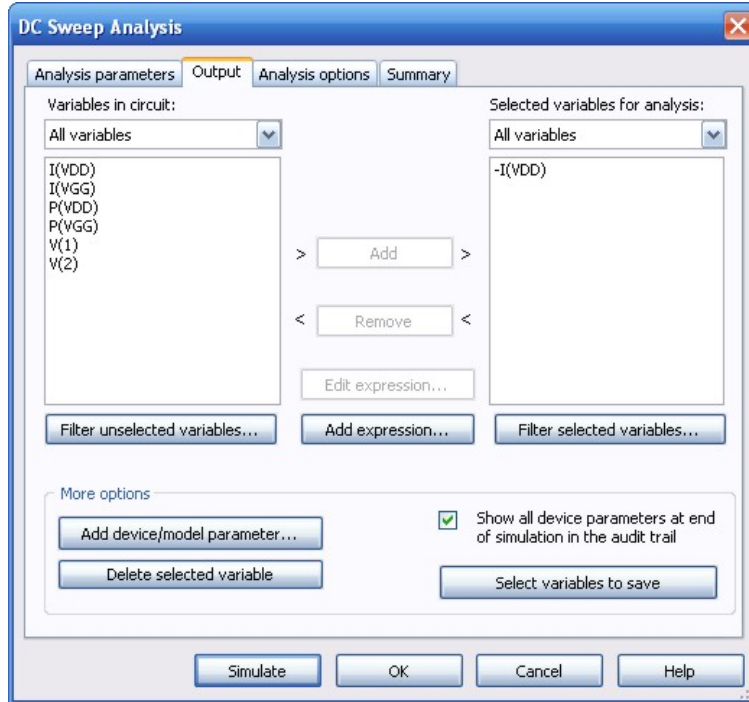 DC Sweep Analysis
Analysis parameters Output Analysis options Summary
Variables in circuit:
All variables
I(VDD)
I(VGG)
P(VDD)
P(VGG)
V(1)
V(2)
> Add >
< Remove <
Edit expression...
Selected variables for analysis:
All variables
-I(VDD)
Filter unselected variables...
Add expression...
Filter selected variables...
More options
Add device/model parameter...
Delete selected variable
Show all device parameters at end
of simulation in the audit trail
Select variables to save
Simulate OK Cancel Help